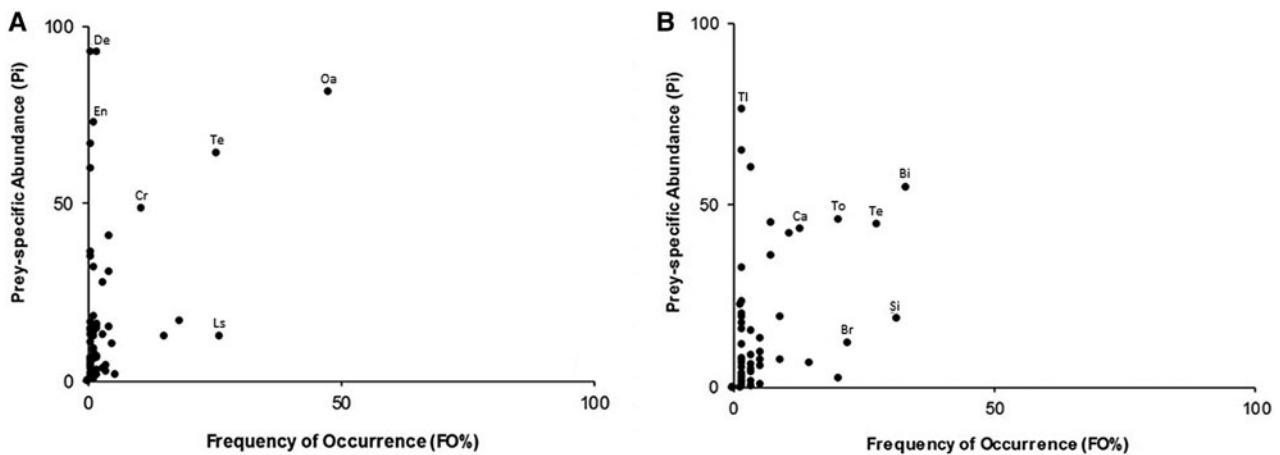 A
100
De
Oa
En
Te
Cr
50
Ls
0
0
50
100
Prey-specific Abundance (Pi)
Frequency of Occurrence (FO%)
B
100
TI
Bi
To
Te
Ca
50
Si
Br
0
0
50
100
Prey-specific Abundance (Pi)
Frequency of Occurrence (FO%)